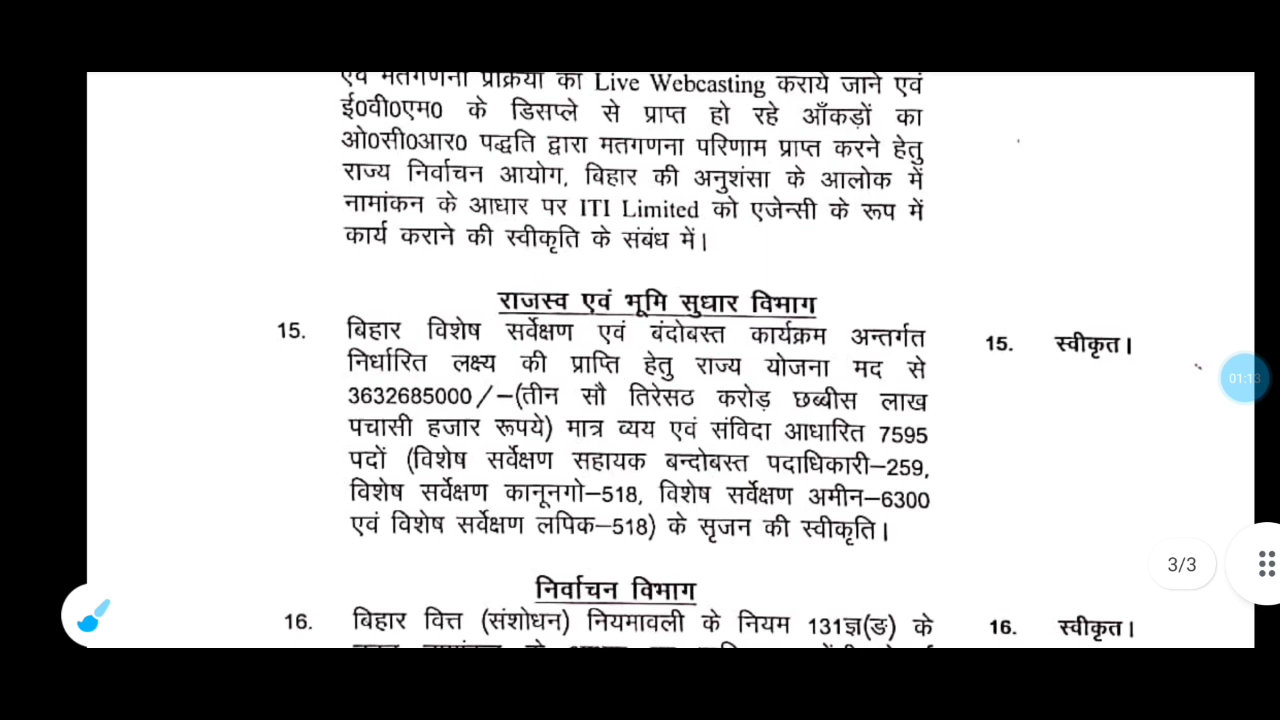 एवं मतगणना प्रक्रिया का Live Webcasting कराये जाने एवं
ई0वी0एम0 के डिसप्ले से प्राप्त हो रहे आँकड़ों का
ओ0सी0आर0 पद्धति द्वारा मतगणना परिणाम प्राप्त करने हेतु
राज्य निर्वाचन आयोग, बिहार की अनुशंसा के आलोक में
नामांकन के आधार पर ITI Limited को एजेन्सी के रूप में
कार्य कराने की स्वीकृति के संबंध में।
राजस्व एवं भूमि सुधार विभाग
15. बिहार विशेष सर्वेक्षण एवं बंदोबस्त कार्यक्रम अन्तर्गत 15. स्वीकृत।
निर्धारित लक्ष्य की प्राप्ति हेतु राज्य योजना मद से
3632685000/–(तीन सौ तिरेसठ करोड़ छब्बीस लाख
01:13
पचासी हजार रूपये) मात्र व्यय एवं संविदा आधारित 7595
पदों (विशेष सर्वेक्षण सहायक बन्दोबस्त पदाधिकारी–259,
विशेष सर्वेक्षण कानूनगो–518, विशेष सर्वेक्षण अमीन–6300
एवं विशेष सर्वेक्षण लपिक–518) के सृजन की स्वीकृति।
3/3
निर्वाचन विभाग
16. बिहार वित्त (संशोधन) नियमावली के नियम 131ज्ञ(ङ) के 16. स्वीकृत।